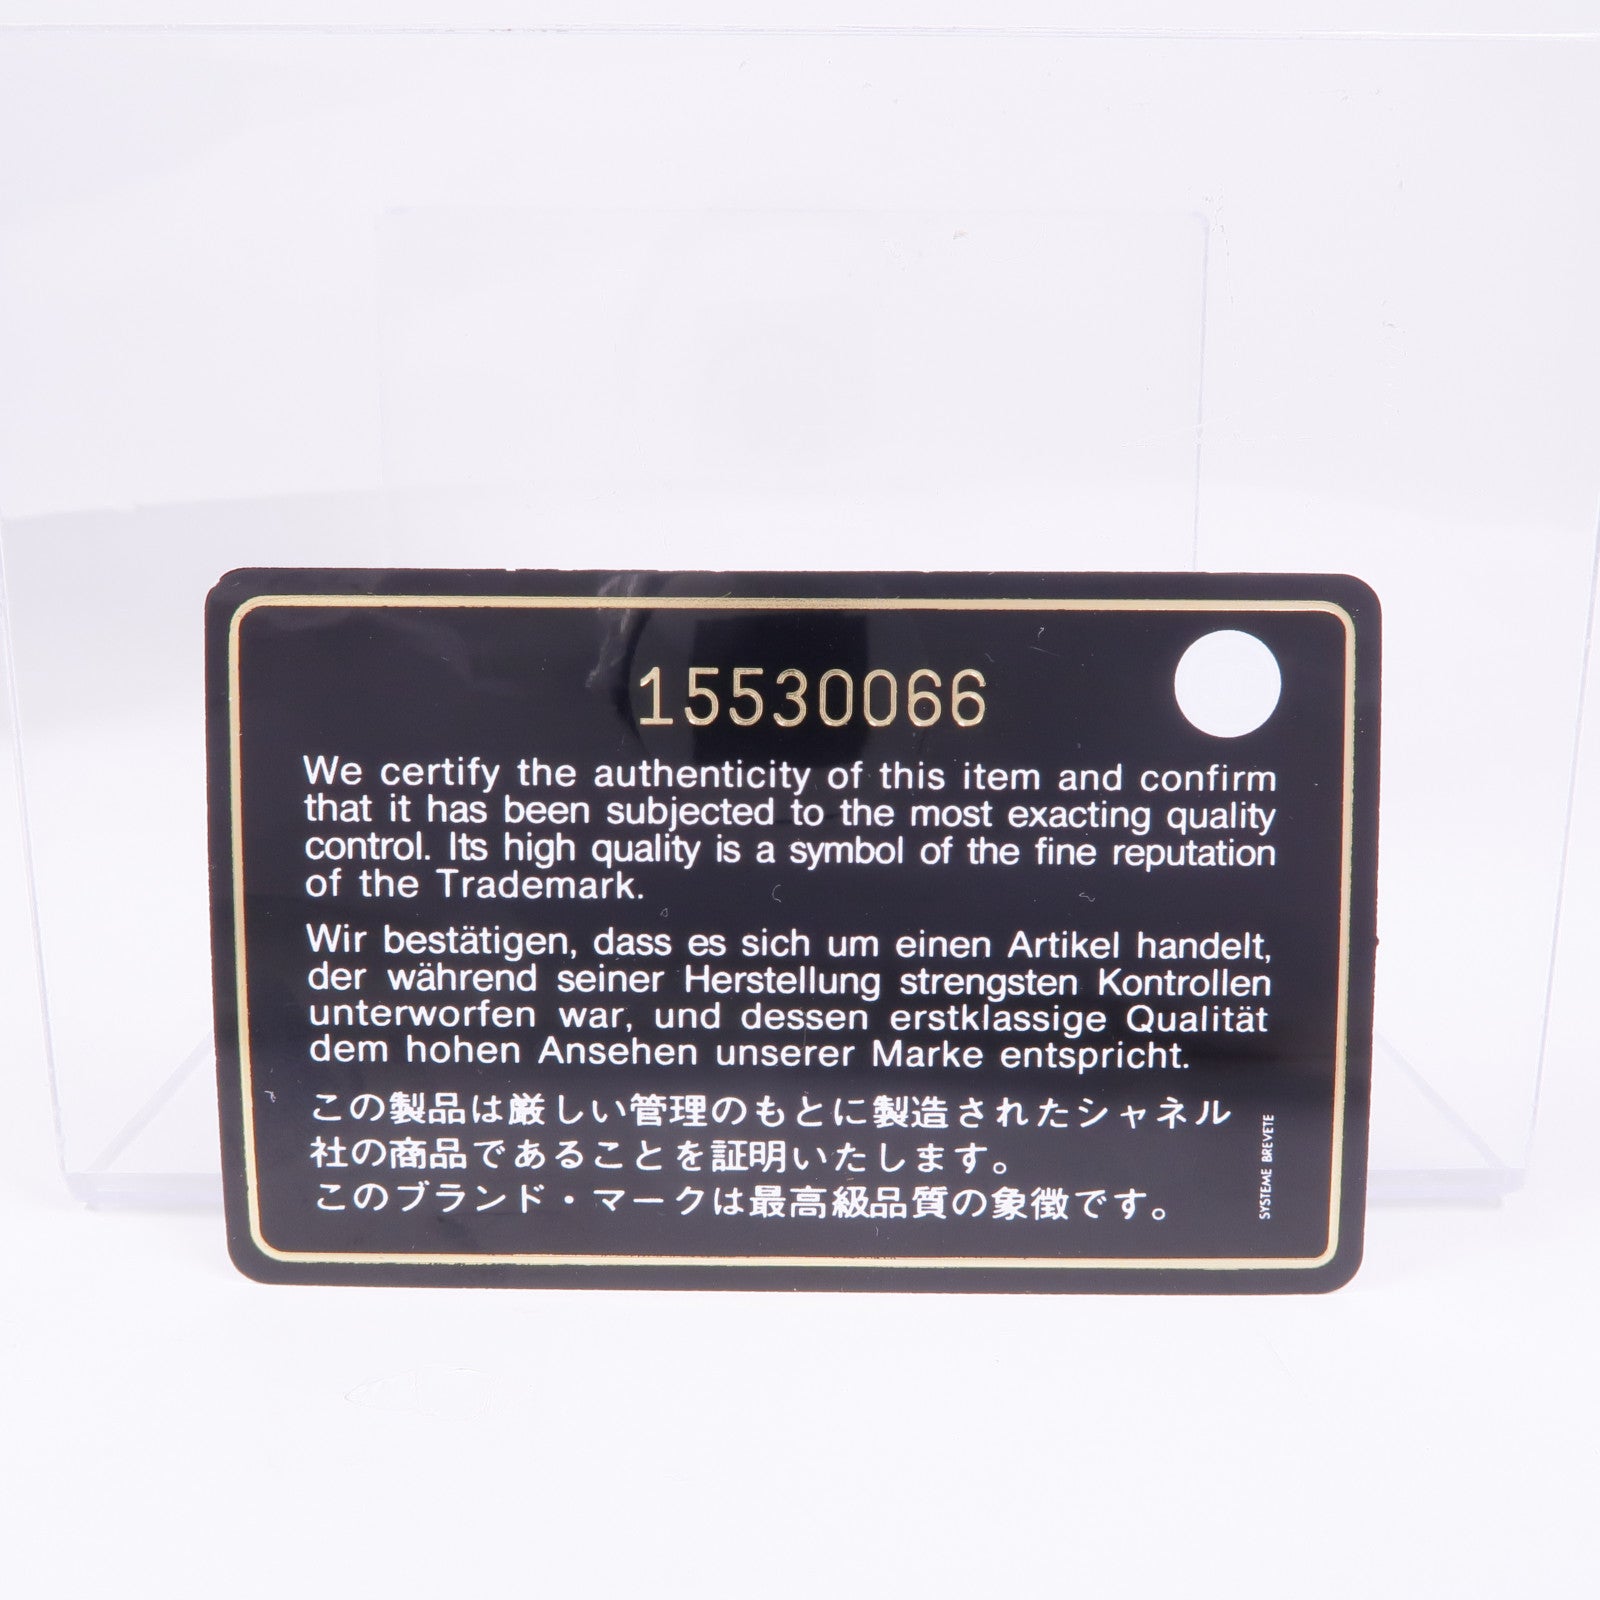 15530066
We certify the authenticity of this item and confirm
that it has been subjected to the most exacting quality
control. Its high quality is a symbol of the fine reputation
of the Trademark.
Wir bestätigen, dass es sich um einen Artikel handelt,
der während seiner Herstellung strengsten Kontrollen
unterworfen war, und dessen erstklassige Qualität
dem hohen Ansehen unserer Marke entspricht.
この製品は厳しい管理のもとに製造されたシャネル
社の商品であることを証明いたします。
このブランド・マークは最高級品質の象徴です。
SYSTEME BREVETE